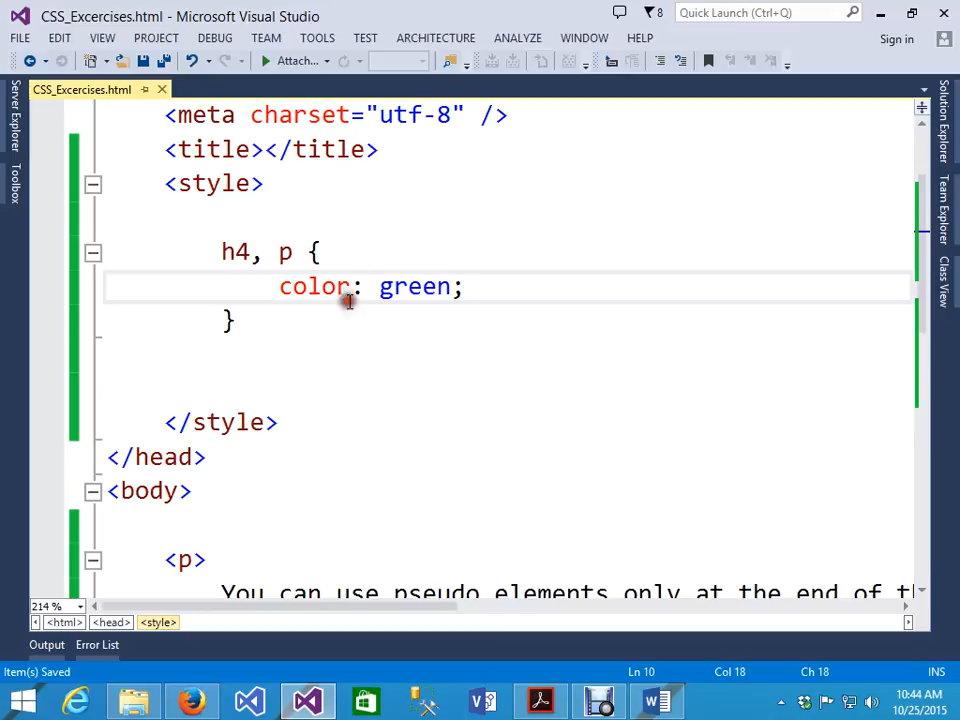 CSS_Excercises.html - Microsoft Visual Studio
8
Quick Launch (Ctrl+Q)
FILE EDIT VIEW PROJECT DEBUG TEAM TOOLS TEST ARCHITECTURE ANALYZE WINDOW HELP
Sign in
Attach...
CSS_Excercises.html
Server Explorer
Toolbox
Solution Explorer
Team Explorer
Class View
<meta charset="utf-8" />
<title></title>
<style>
h4, p {
color: green;
}
</style>
</head>
<body>
<p>
You can use pseudo elements only at the end of th
214 %
<html> <head> <style>
Output Error List
Item(s) Saved
Ln 10 Col 18 Ch 18 INS
10:44 AM
10/25/2015